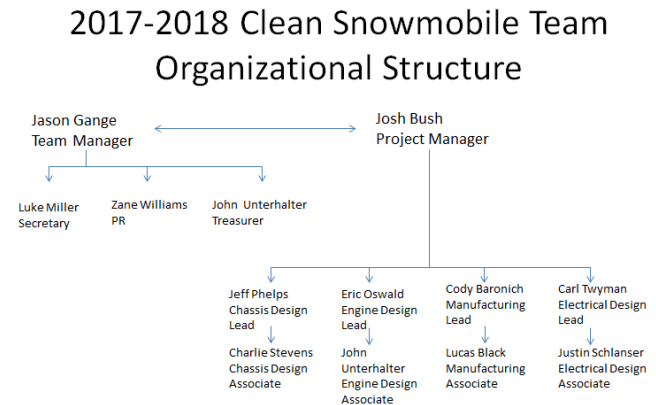 2017-2018 Clean Snowmobile Team
Organizational Structure
Jason Gange
Team Manager
Josh Bush
Project Manager
Luke Miller
Secretary
Zane Williams
PR
John Unterhalter
Treasurer
Jeff Phelps
Chassis Design
Lead
Eric Oswald
Engine Design
Lead
Cody Baronich
Manufacturing
Lead
Carl Twyman
Electrical Design
Lead
Charlie Stevens
Chassis Design
Associate
John
Unterhalter
Engine Design
Associate
Lucas Black
Manufacturing
Associate
Justin Schlanser
Electrical Design
Associate